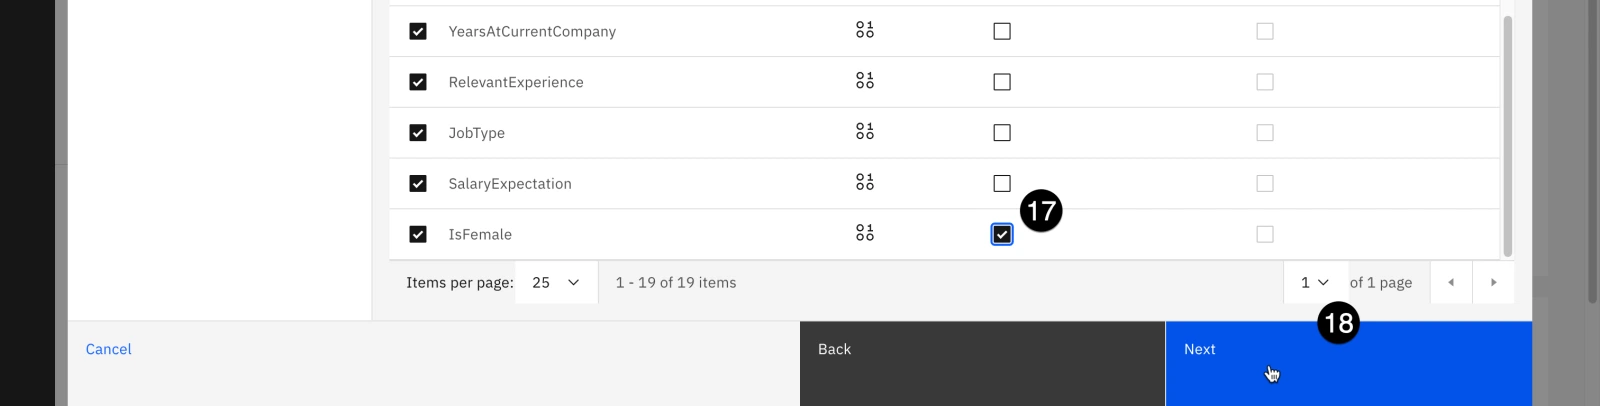 YearsAtCurrentCompany
RelevantExperience
JobType
SalaryExpectation
17
IsFemale
Items per page: 25 1 - 19 of 19 items 1 of 1 page
18
Cancel Back Next